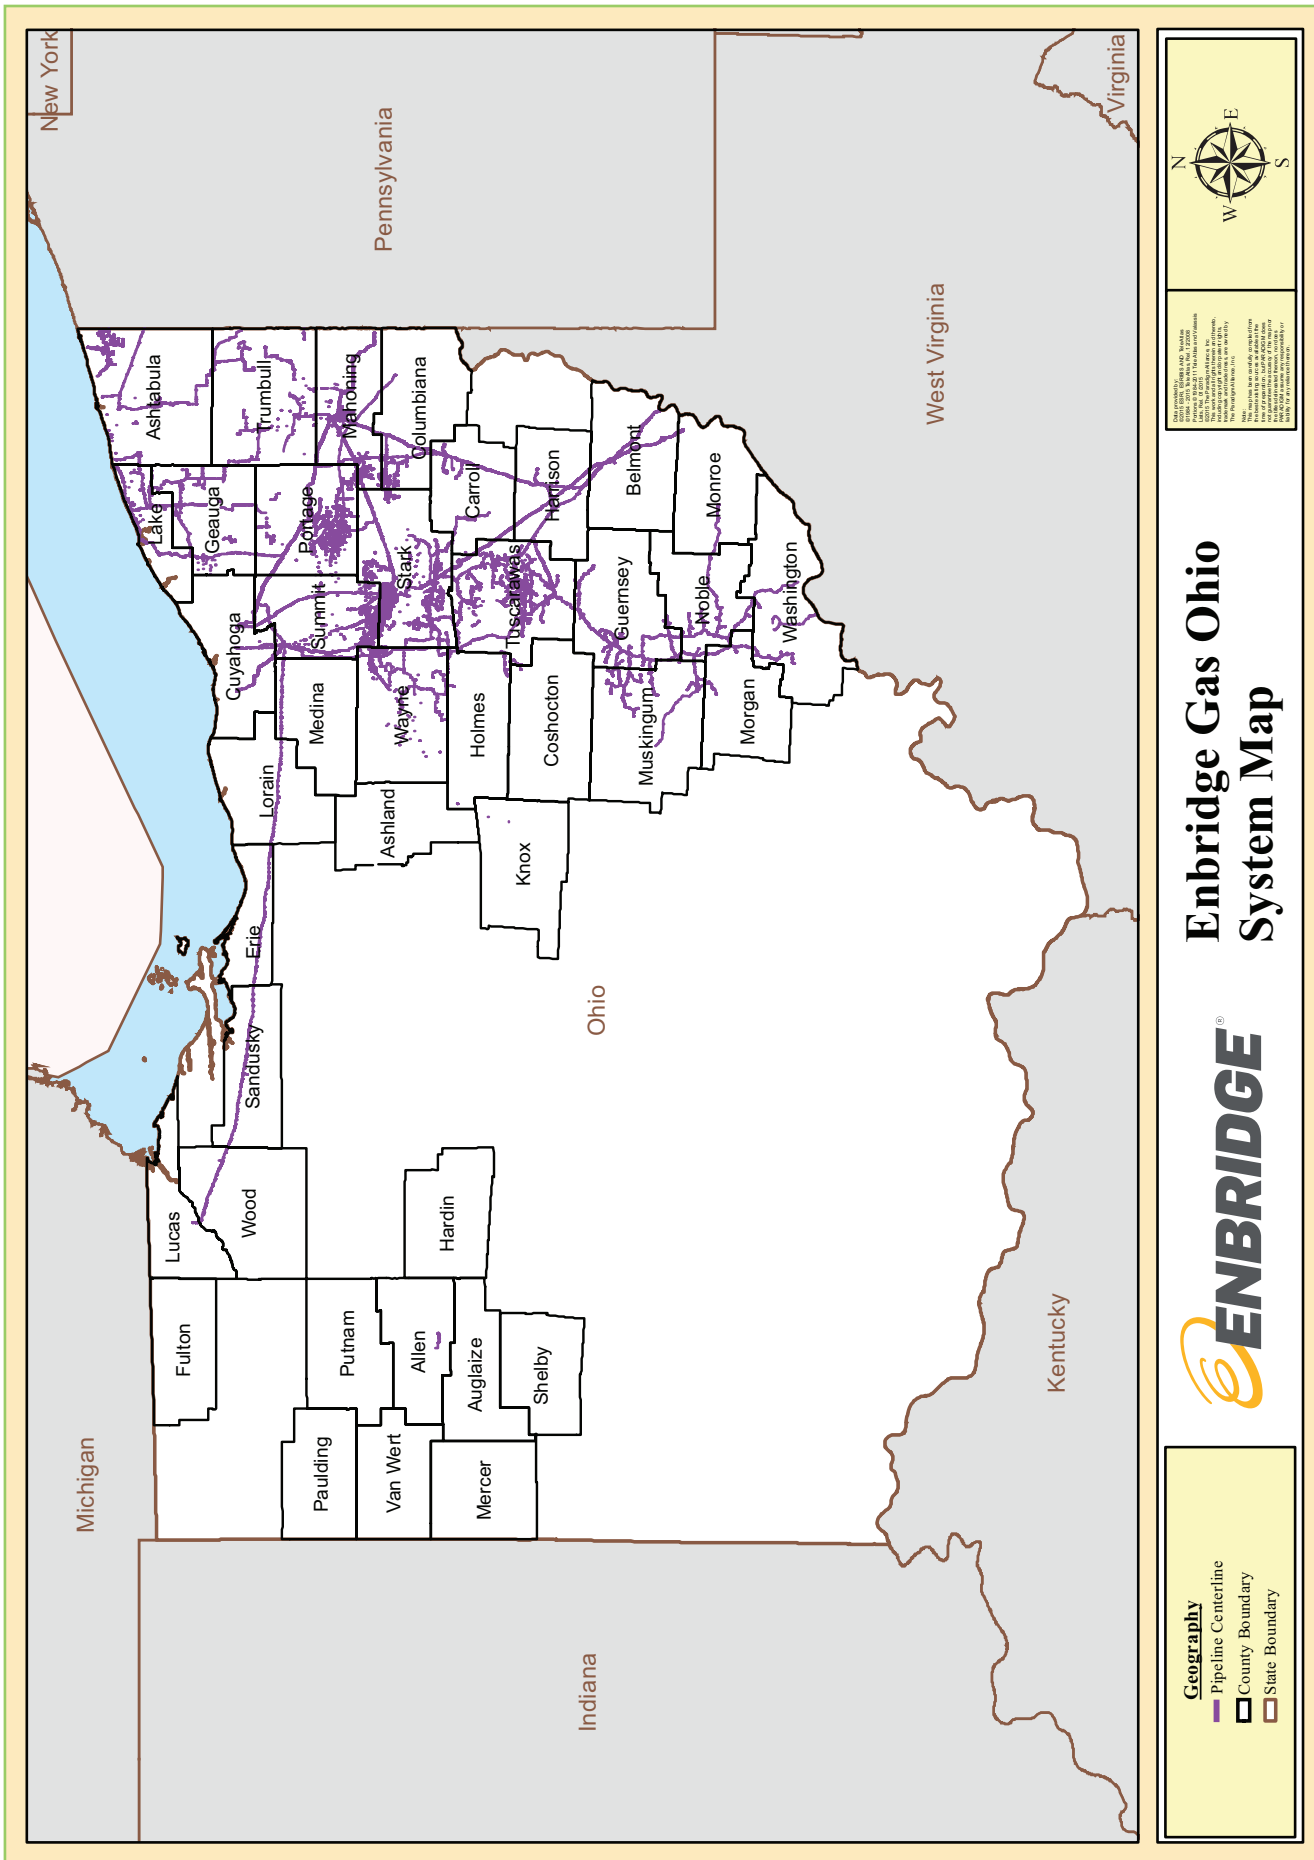 Michigan
New York
Pennsylvania
Indiana
Ohio
West Virginia
Virginia
Kentucky
Fulton
Lucas
Wood
Sandusky
Erie
Lorain
Cuyahoga
Lake
Geauga
Ashtabula
Trumbull
Portage
Summit
Medina
Mahoning
Columbiana
Stark
Wayne
Ashland
Holmes
Tuscarawas
Carroll
Harrison
Belmont
Monroe
Guernsey
Noble
Washington
Morgan
Muskingum
Coshocton
Knox
Paulding
Putnam
Van Wert
Allen
Hardin
Mercer
Auglaize
Shelby
Geography
Pipeline Centerline
County Boundary
State Boundary
ENBRIDGE®
Enbridge Gas Ohio
System Map
N
W
E
S